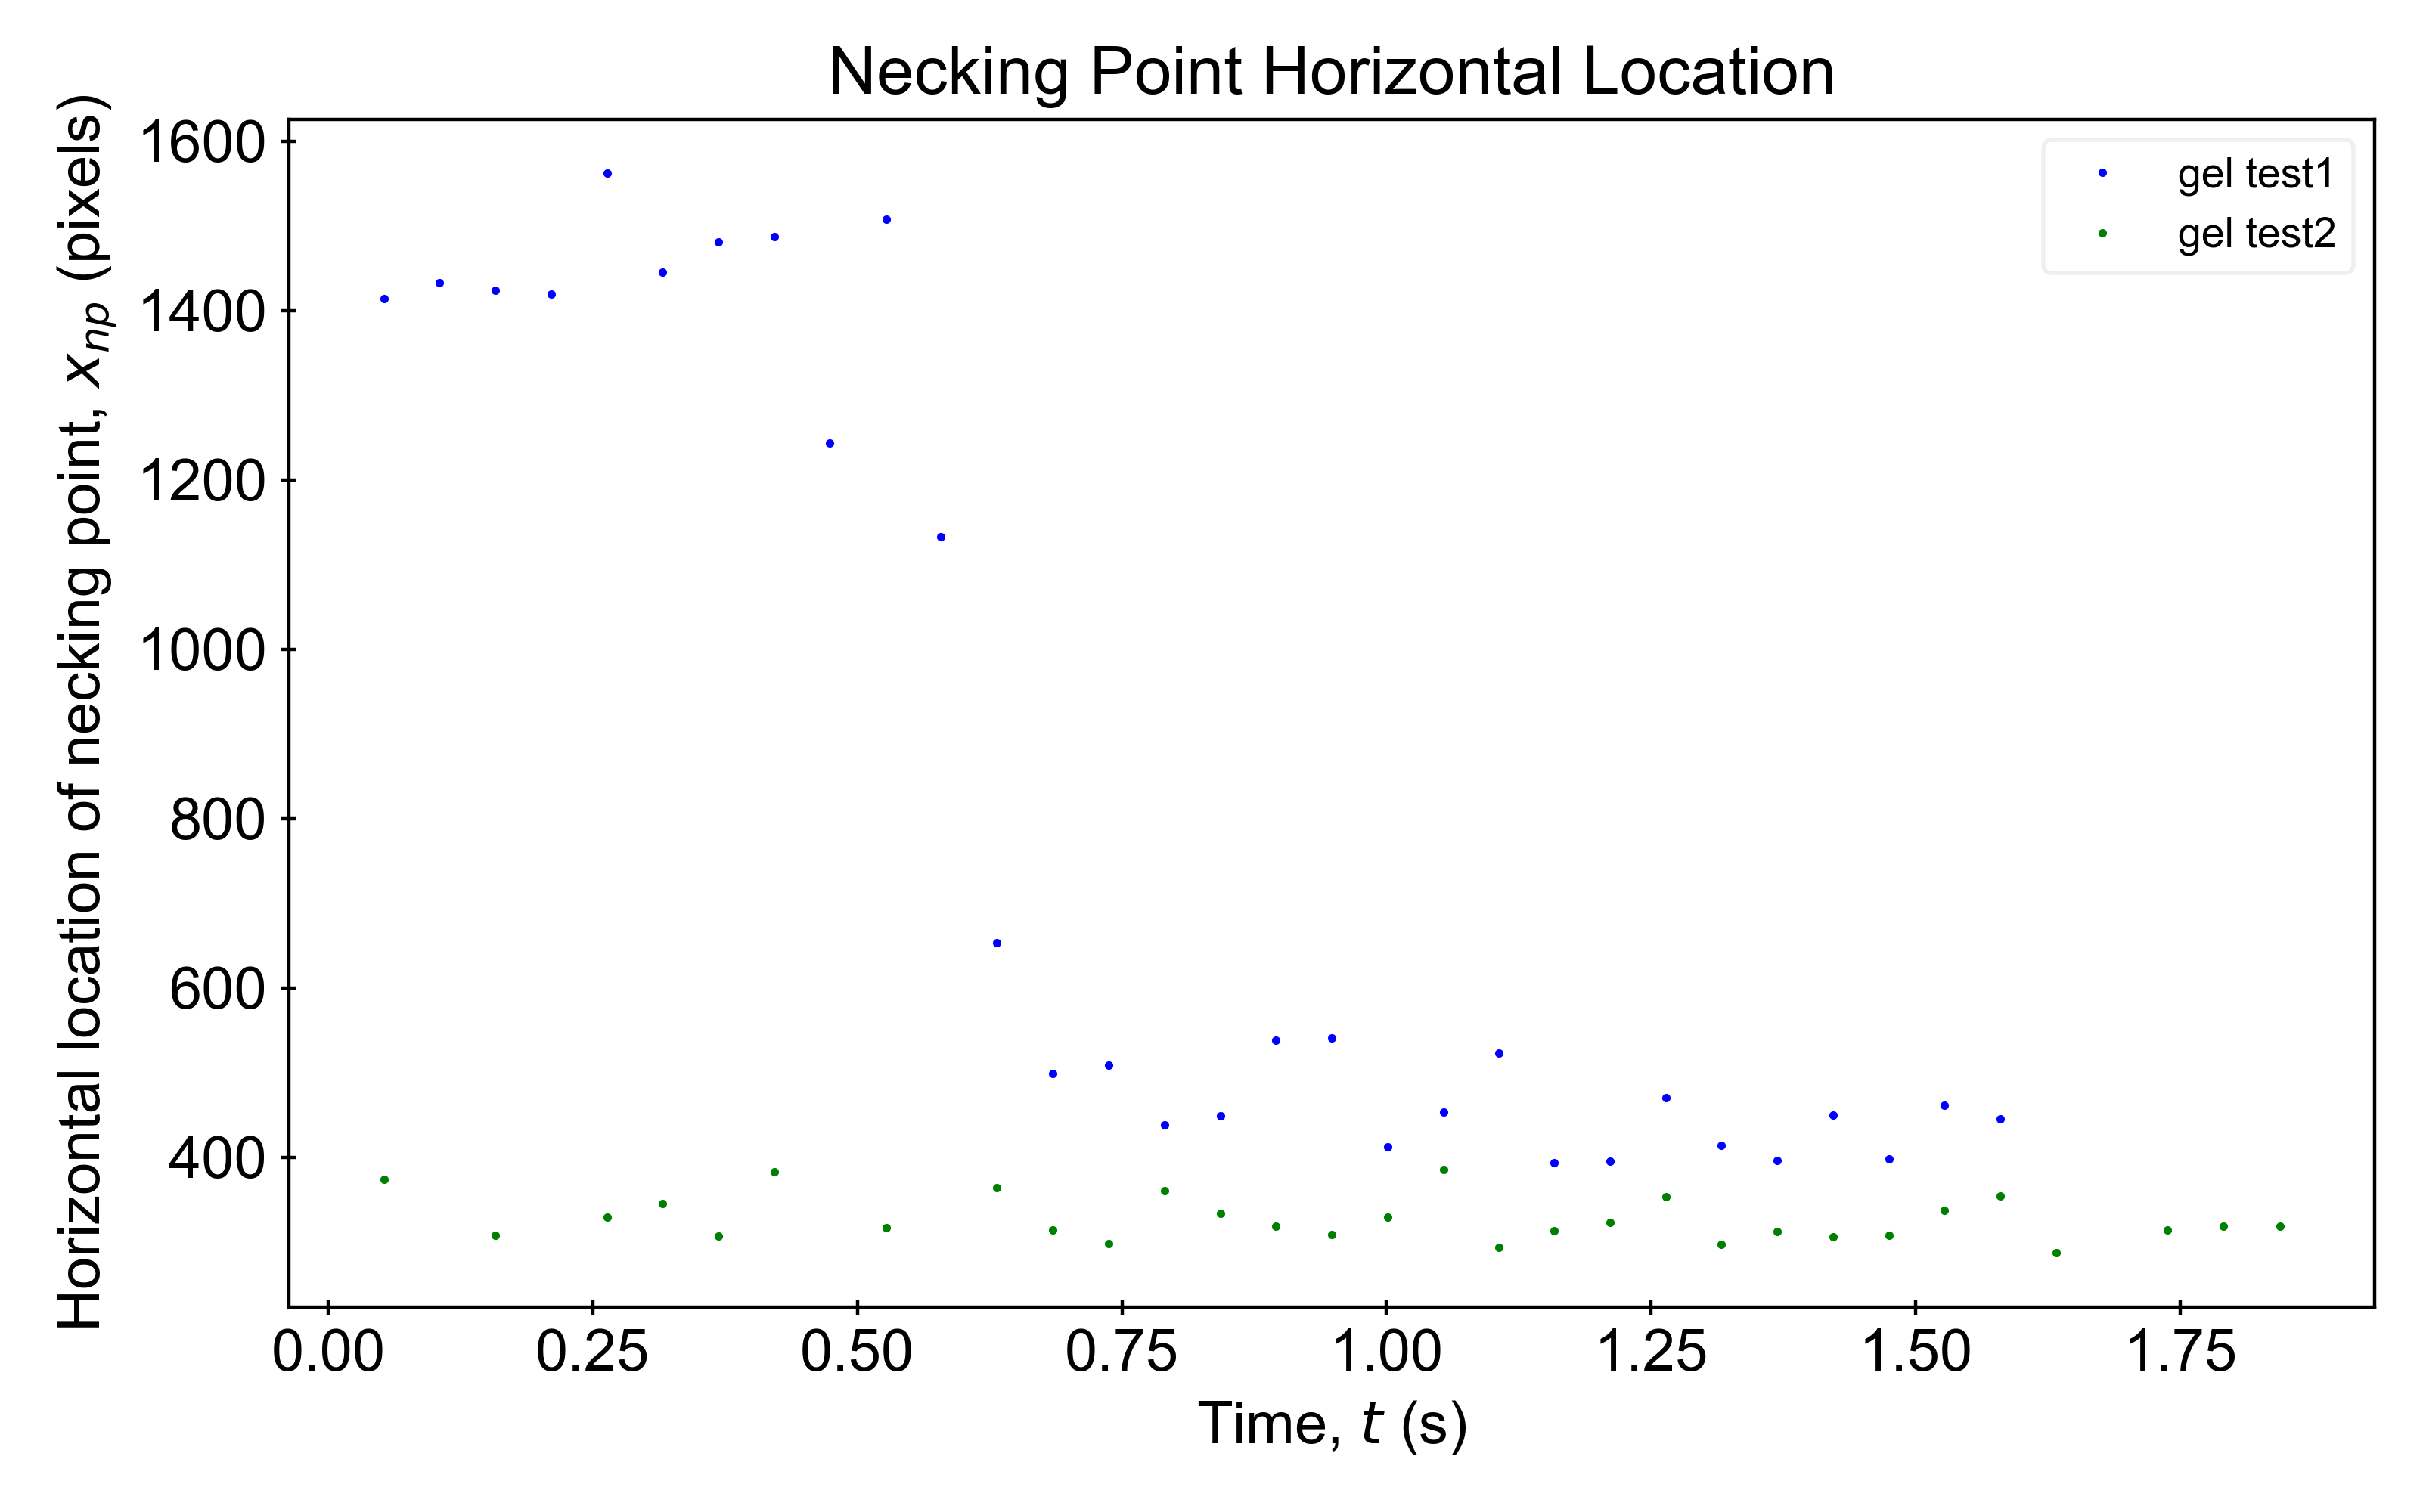 Necking Point Horizontal Location
Horizontal location of necking point, x_np (pixels)
1600
1400
1200
1000
800
600
400
gel test1
gel test2
0.00 0.25 0.50 0.75 1.00 1.25 1.50 1.75
Time, t (s)